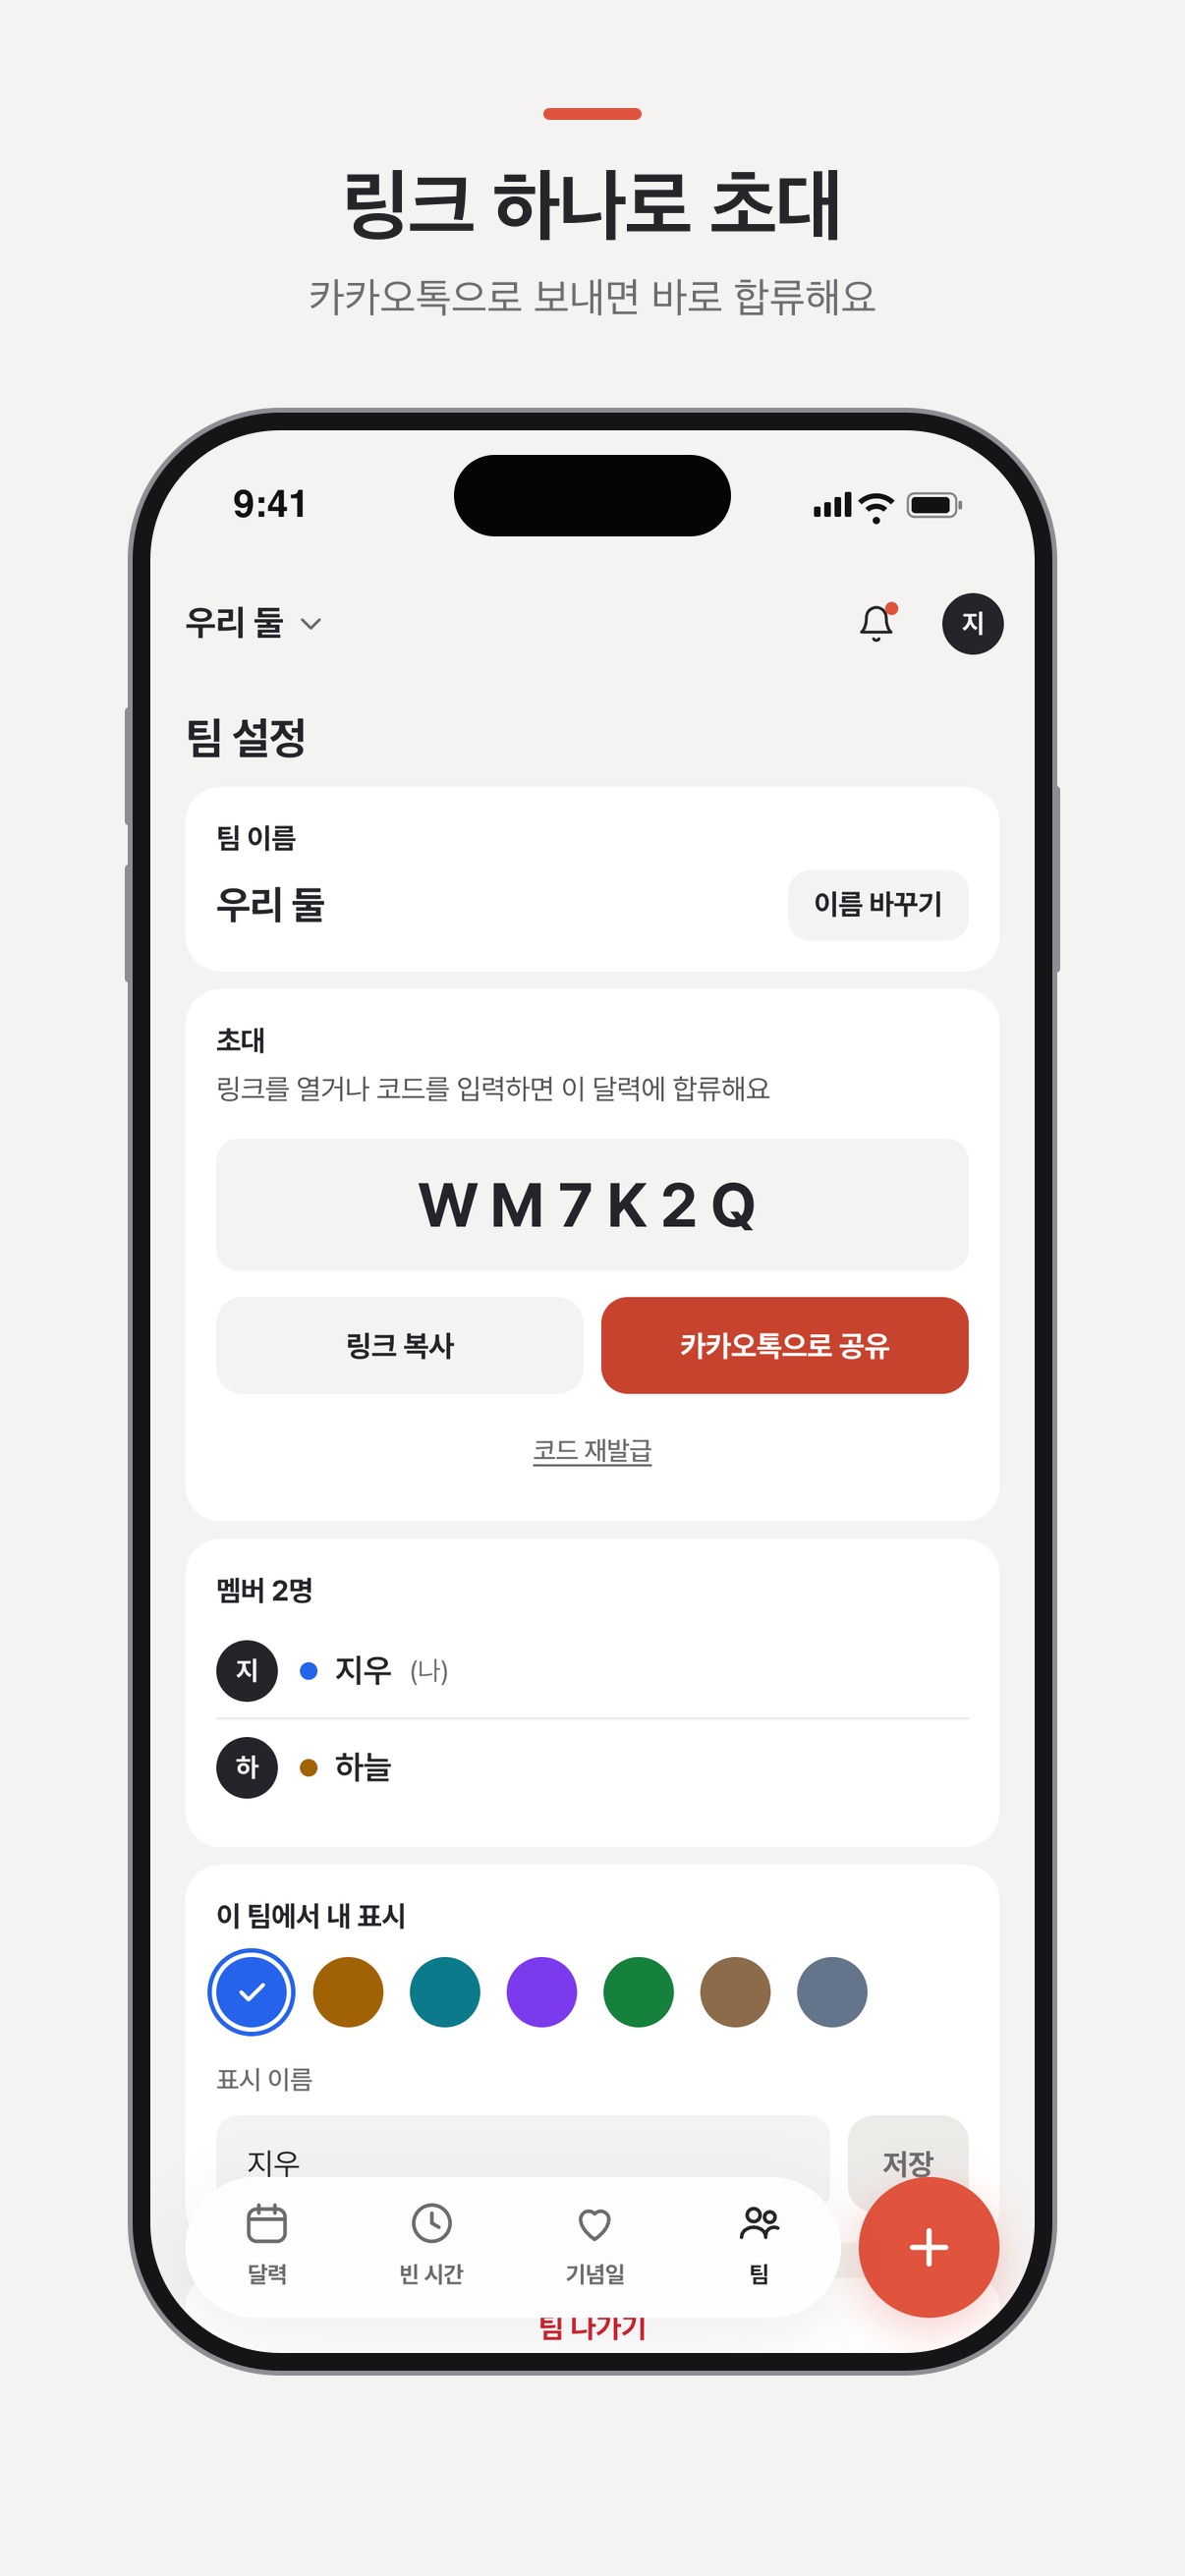 링크 하나로 초대
카카오톡으로 보내면 바로 합류해요
9:41
우리 둘
지
팀 설정
팀 이름
우리 둘
이름 바꾸기
초대
링크를 열거나 코드를 입력하면 이 달력에 합류해요
WM7K2Q
링크 복사
카카오톡으로 공유
코드 재발급
멤버 2명
지
지우 (나)
하
하늘
이 팀에서 내 표시
표시 이름
지우
저장
달력
빈 시간
기념일
팀
팀 나가기